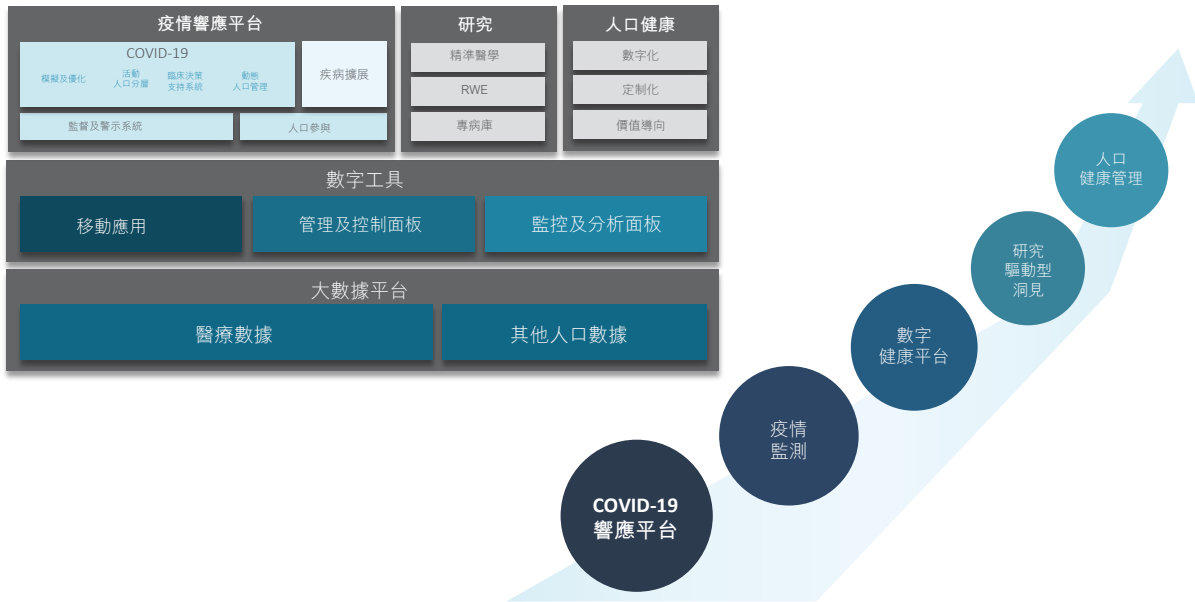 疫情響應平台
COVID-19
模擬及優化
活動
人口分層
臨床決策
支持系統
動態
人口管理
疾病擴展
監督及警示系統
人口參與
研究
精準醫學
RWE
專病庫
人口健康
數字化
定制化
價值導向
數字工具
移動應用
管理及控制面板
監控及分析面板
大數據平台
醫療數據
其他人口數據
人口
健康管理
研究
驅動型
洞見
數字
健康平台
疫情
監測
COVID-19
響應平台